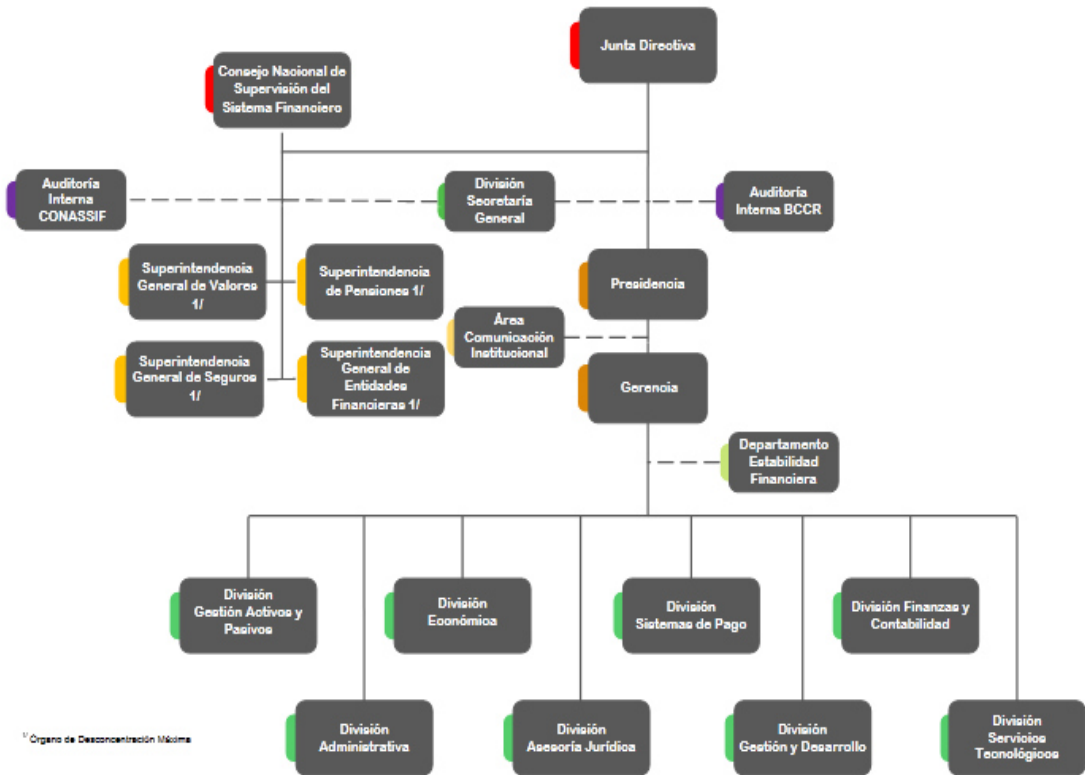 Junta Directiva
Consejo Nacional de
Supervisión del
Sistema Financiero
Auditoría
Interna
CONASSIF
División
Secretaría
General
Auditoría
Interna BCCR
Superintendencia
General de Valores
1/
Superintendencia
de Pensiones 1/
Presidencia
Área
Comunicación
Institucional
Superintendencia
General de Seguros
1/
Superintendencia
General de
Entidades
Financieras 1/
Gerencia
Departamento
Estabilidad
Financiera
División
Gestión Activos y
Pasivos
División
Económica
División
Sistemas de Pago
División Finanzas y
Contabilidad
División
Administrativa
División
Asesoría Jurídica
División
Gestión y Desarrollo
División
Servicios
Tecnológicos
1/ Órgano de Desconcentración Máxima